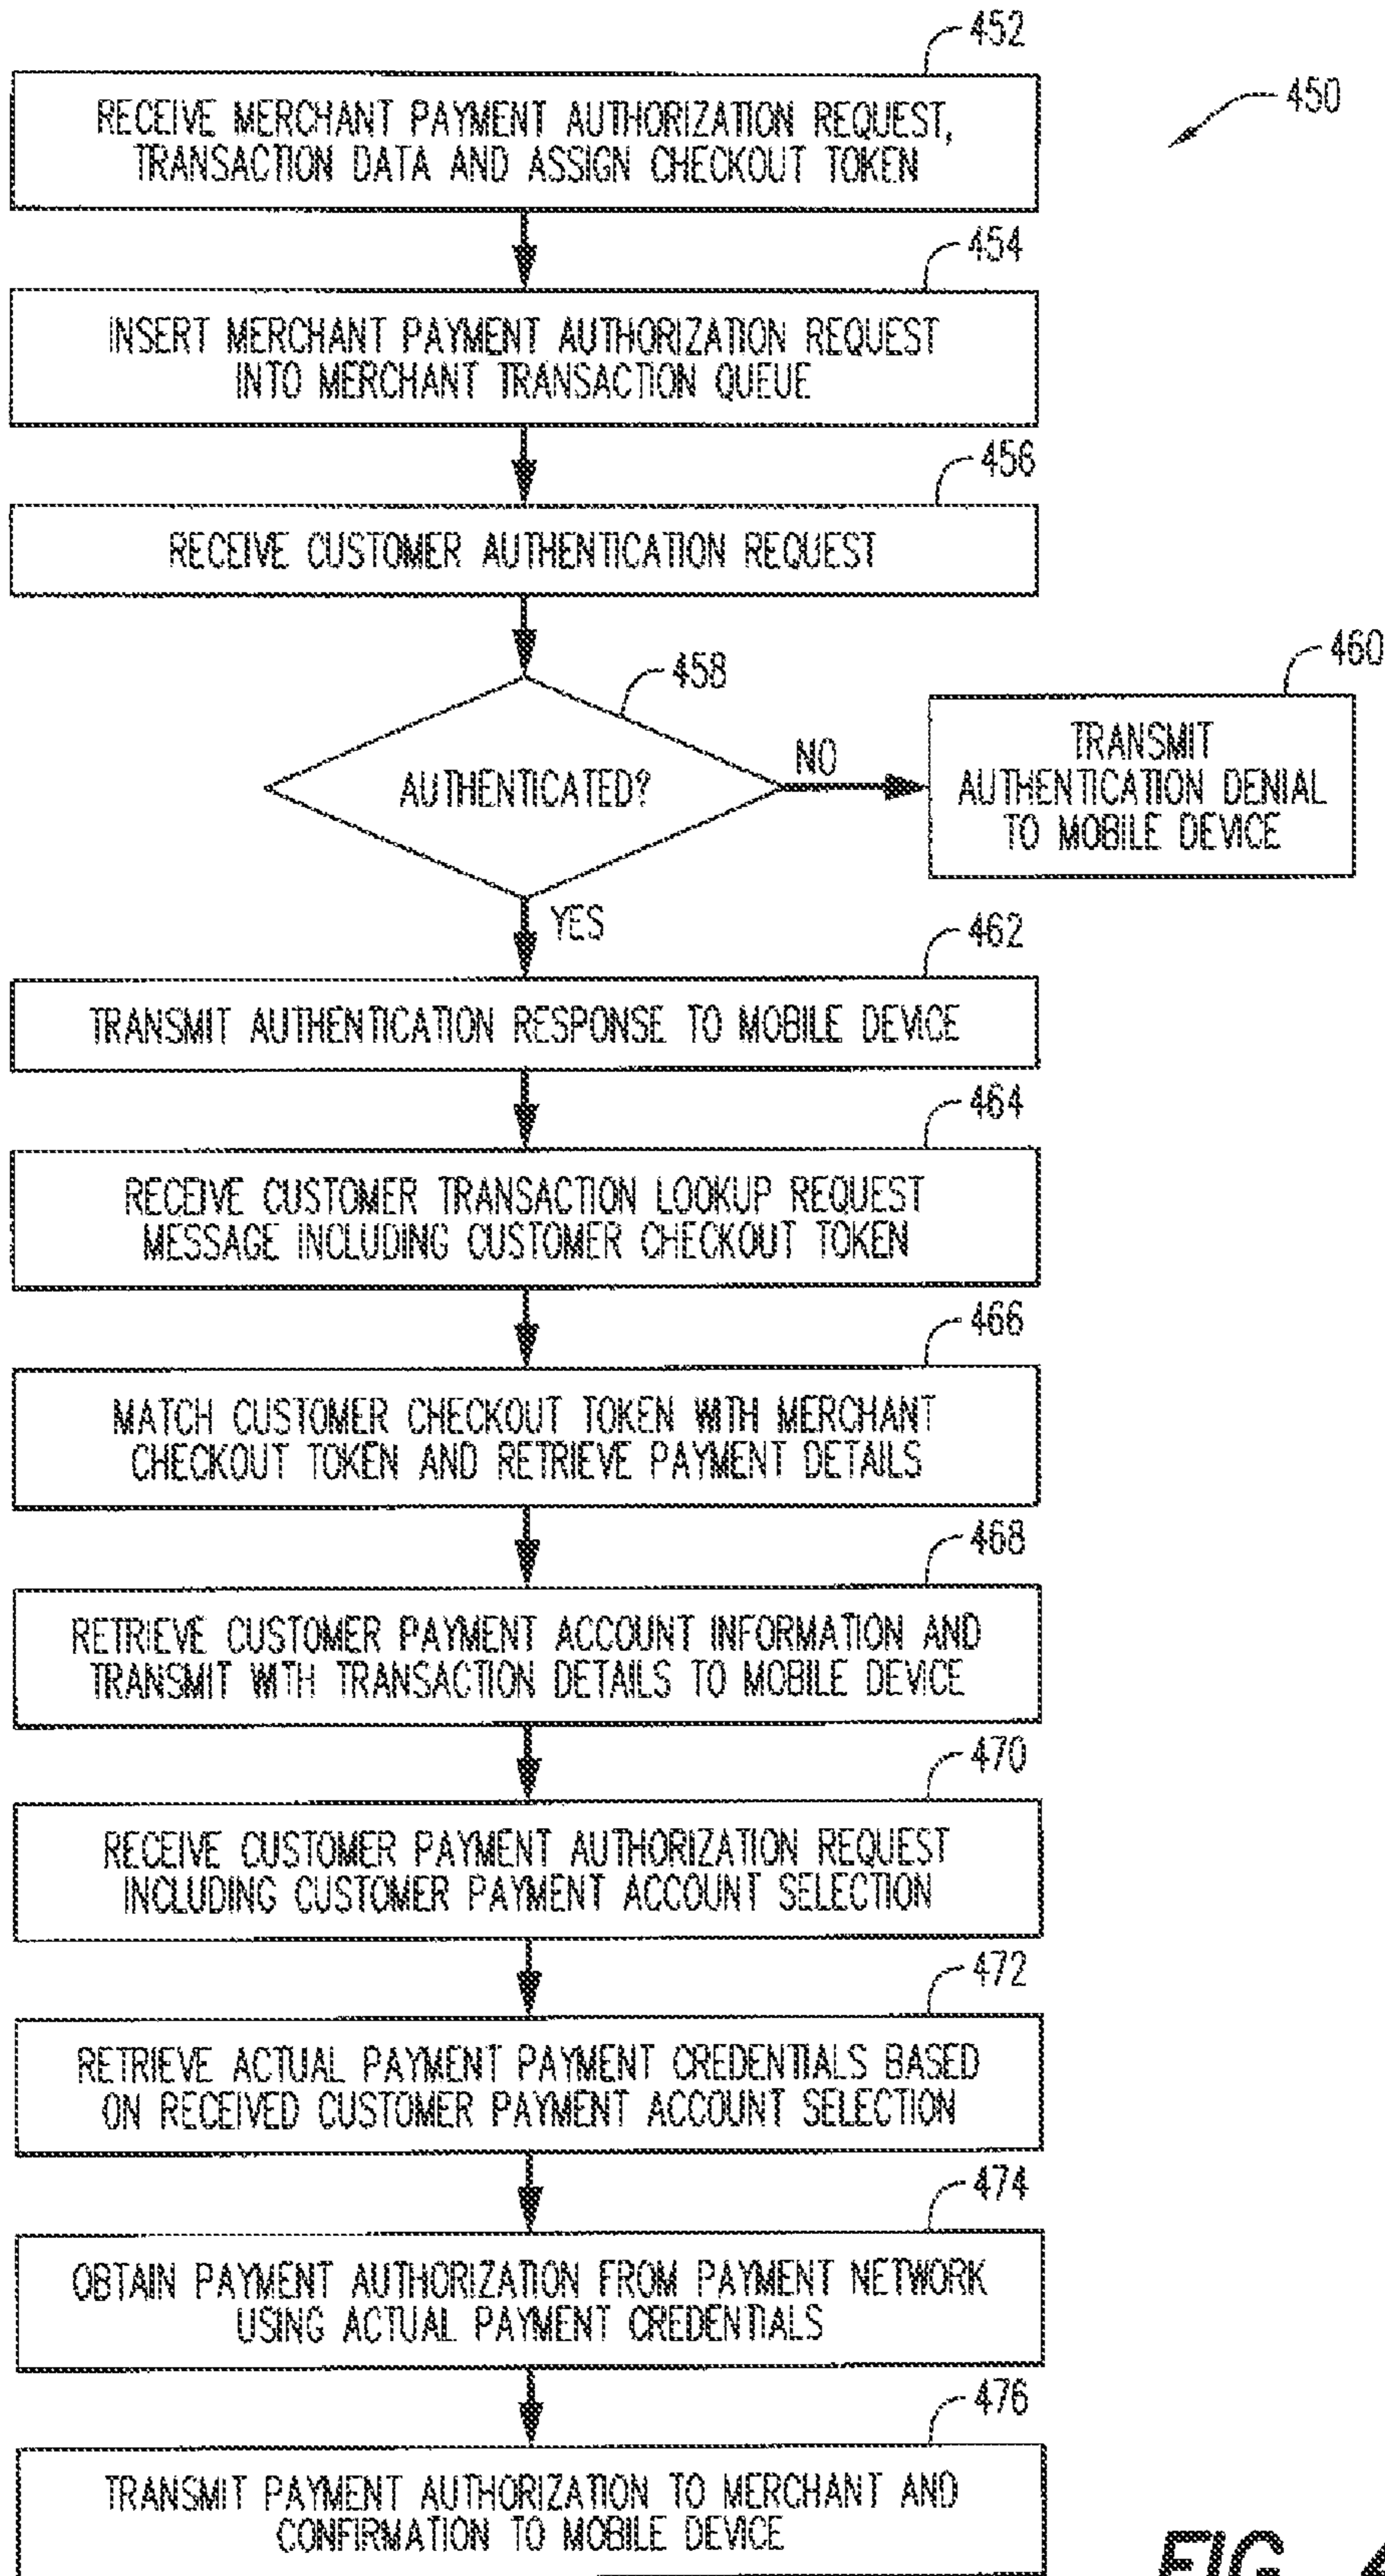 452
450
RECEIVE MERCHANT PAYMENT AUTHORIZATION REQUEST,
TRANSACTION DATA AND ASSIGN CHECKOUT TOKEN
454
INSERT MERCHANT PAYMENT AUTHORIZATION REQUEST
INTO MERCHANT TRANSACTION QUEUE
456
RECEIVE CUSTOMER AUTHENTICATION REQUEST
458
460
AUTHENTICATED?
NO
TRANSMIT
AUTHENTICATION DENIAL
TO MOBILE DEVICE
YES
462
TRANSMIT AUTHENTICATION RESPONSE TO MOBILE DEVICE
464
RECEIVE CUSTOMER TRANSACTION LOOKUP REQUEST
MESSAGE INCLUDING CUSTOMER CHECKOUT TOKEN
466
MATCH CUSTOMER CHECKOUT TOKEN WITH MERCHANT
CHECKOUT TOKEN AND RETRIEVE PAYMENT DETAILS
468
RETRIEVE CUSTOMER PAYMENT ACCOUNT INFORMATION AND
TRANSMIT WITH TRANSACTION DETAILS TO MOBILE DEVICE
470
RECEIVE CUSTOMER PAYMENT AUTHORIZATION REQUEST
INCLUDING CUSTOMER PAYMENT ACCOUNT SELECTION
472
RETRIEVE ACTUAL PAYMENT PAYMENT CREDENTIALS BASED
ON RECEIVED CUSTOMER PAYMENT ACCOUNT SELECTION
474
OBTAIN PAYMENT AUTHORIZATION FROM PAYMENT NETWORK
USING ACTUAL PAYMENT CREDENTIALS
476
TRANSMIT PAYMENT AUTHORIZATION TO MERCHANT AND
CONFIRMATION TO MOBILE DEVICE
FIG.